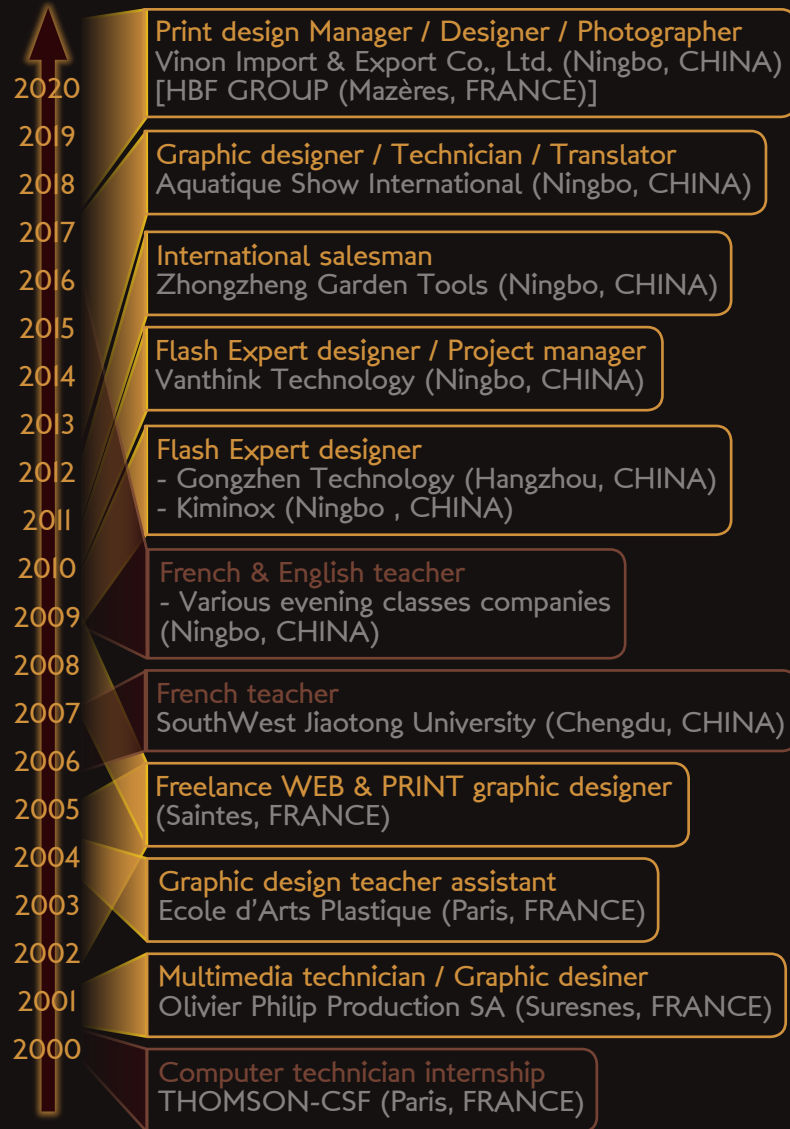 Print design Manager / Designer / Photographer
Vinon Import & Export Co., Ltd. (Ningbo, CHINA)
[HBF GROUP (Mazères, FRANCE)]
Graphic designer / Technician / Translator
Aquatique Show International (Ningbo, CHINA)
International salesman
Zhongzheng Garden Tools (Ningbo, CHINA)
Flash Expert designer / Project manager
Vanthink Technology (Ningbo, CHINA)
Flash Expert designer
- Gongzhen Technology (Hangzhou, CHINA)
- Kiminox (Ningbo , CHINA)
French & English teacher
- Various evening classes companies
(Ningbo, CHINA)
French teacher
SouthWest Jiaotong University (Chengdu, CHINA)
Freelance WEB & PRINT graphic designer
(Saintes, FRANCE)
Graphic design teacher assistant
Ecole d'Arts Plastique (Paris, FRANCE)
Multimedia technician / Graphic desiner
Olivier Philip Production SA (Suresnes, FRANCE)
Computer technician internship
THOMSON-CSF (Paris, FRANCE)
2020
2019
2018
2017
2016
2015
2014
2013
2012
2011
2010
2009
2008
2007
2006
2005
2004
2003
2002
2001
2000